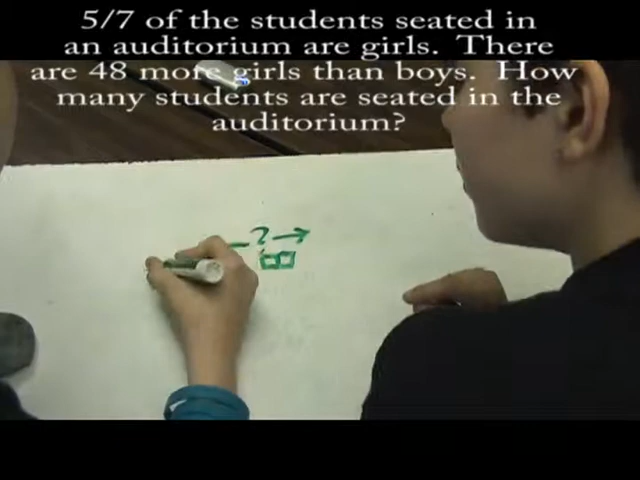 5/7 of the students seated in
an auditorium are girls. There
are 48 more girls than boys. How
many students are seated in the
auditorium?
?
B